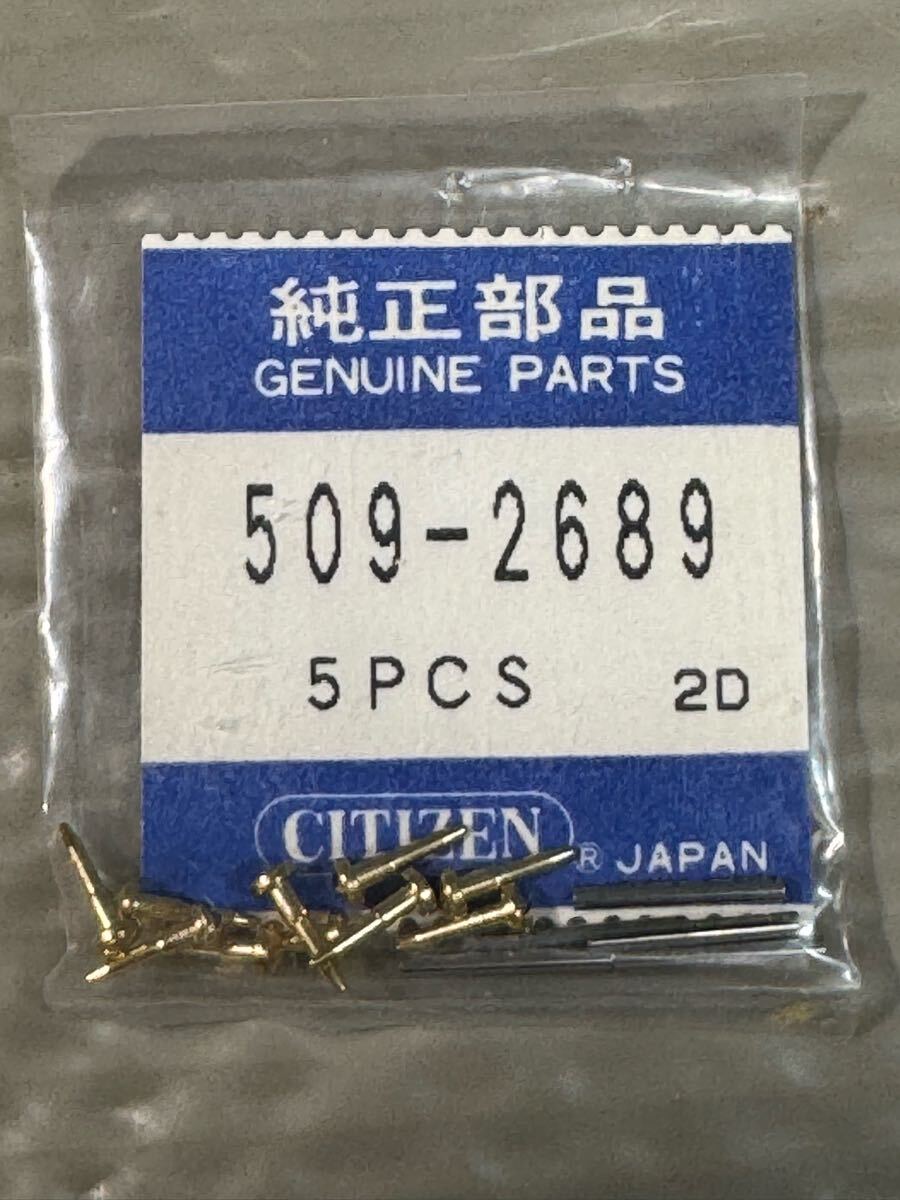 純正部品
GENUINE PARTS
509-2689
5PCS 2D
CITIZEN ® JAPAN